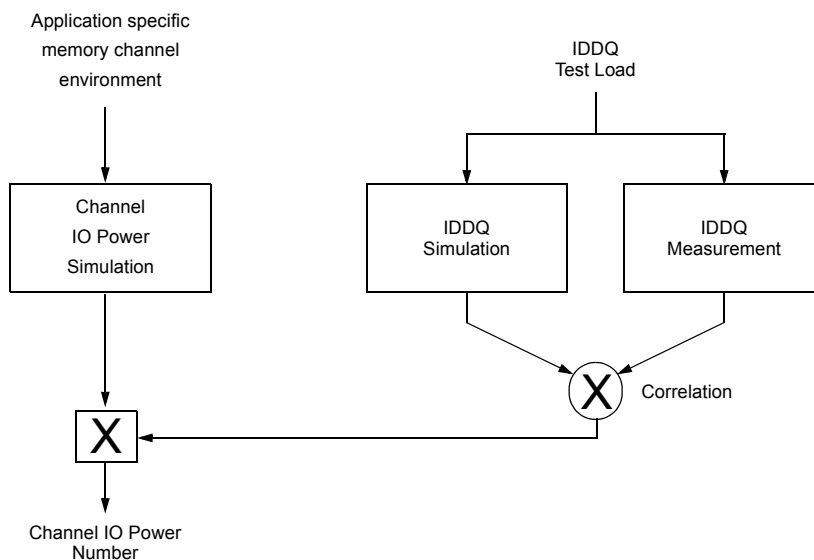 Application specific
memory channel
environment
IDDQ
Test Load
Channel
IO Power
Simulation
IDDQ
Simulation
IDDQ
Measurement
X
Correlation
X
Channel IO Power
Number